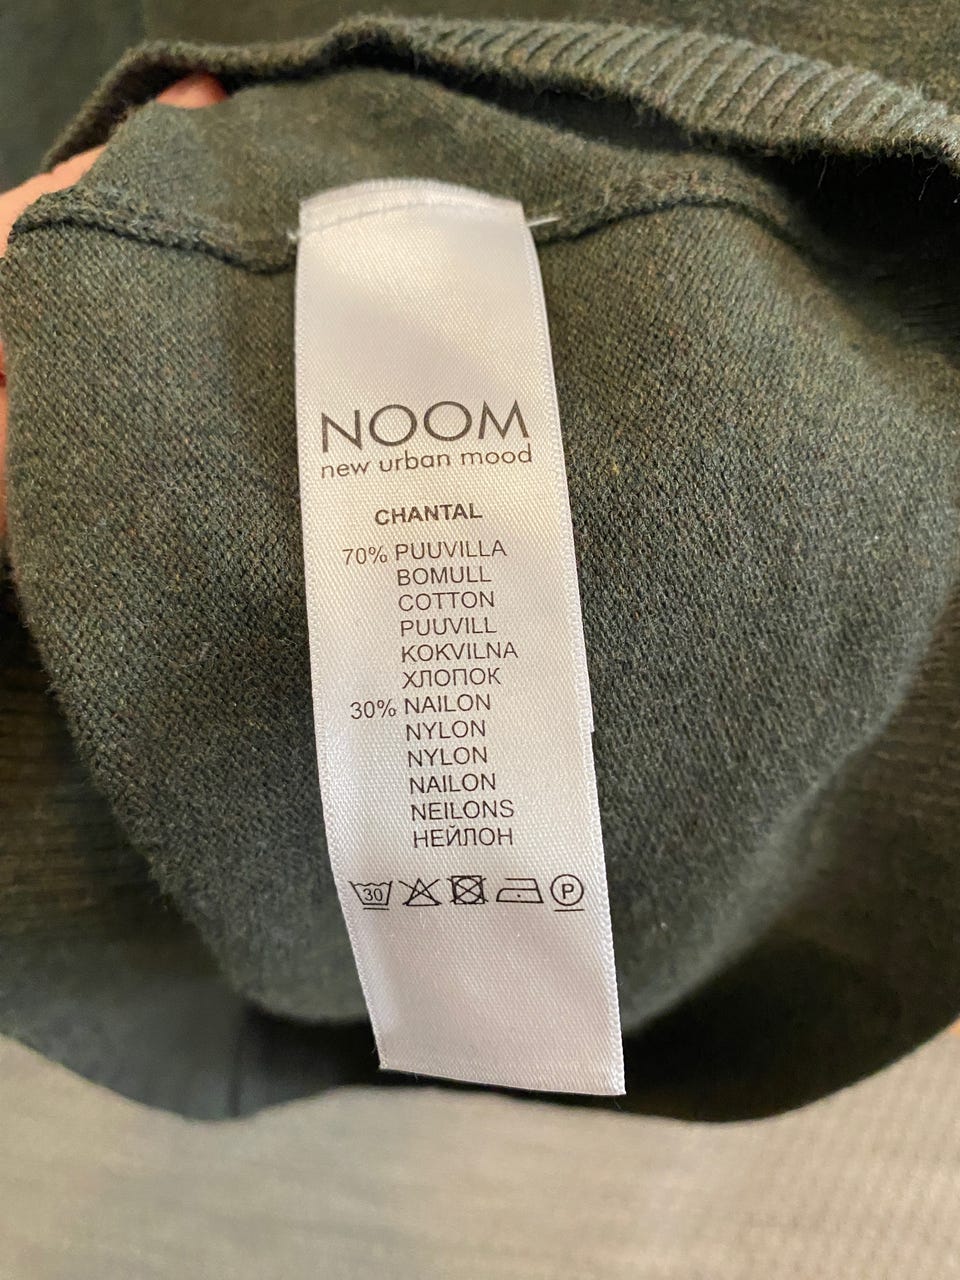 NOOM
new urban mood
CHANTAL
70% PUUVILLA
BOMULL
COTTON
PUUVILL
KOKVILNA
ХЛОПОК
30% NAILON
NYLON
NYLON
NAILON
NEILONS
НЕЙЛОН
30 P